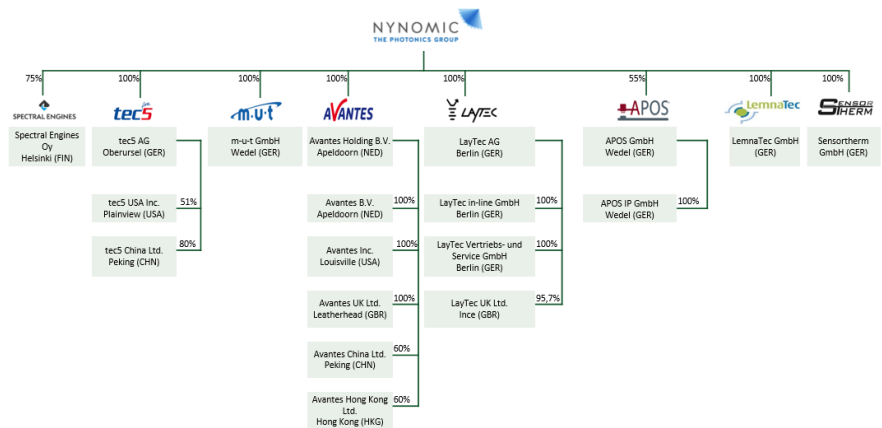 NYNOMIC
THE PHOTONICS GROUP
75%
100%
100%
100%
100%
55%
100%
100%
SPECTRAL ENGINES
tec5
m·u·t
AVANTES
LAYTEC
APOS
LemnaTec
SENSOR
THERM
Spectral Engines
Oy
Helsinki (FIN)
tec5 AG
Oberursel (GER)
m-u-t GmbH
Wedel (GER)
Avantes Holding B.V.
Apeldoorn (NED)
LayTec AG
Berlin (GER)
APOS GmbH
Wedel (GER)
LemnaTec GmbH
(GER)
Sensortherm
GmbH (GER)
tec5 USA Inc.
Plainview (USA)
51%
Avantes B.V.
Apeldoorn (NED)
100%
LayTec in-line GmbH
Berlin (GER)
100%
APOS IP GmbH
Wedel (GER)
100%
tec5 China Ltd.
Peking (CHN)
80%
Avantes Inc.
Louisville (USA)
100%
LayTec Vertriebs- und
Service GmbH
Berlin (GER)
100%
Avantes UK Ltd.
Leatherhead (GBR)
100%
LayTec UK Ltd.
Ince (GBR)
95,7%
Avantes China Ltd.
Peking (CHN)
60%
Avantes Hong Kong
Ltd.
Hong Kong (HKG)
60%